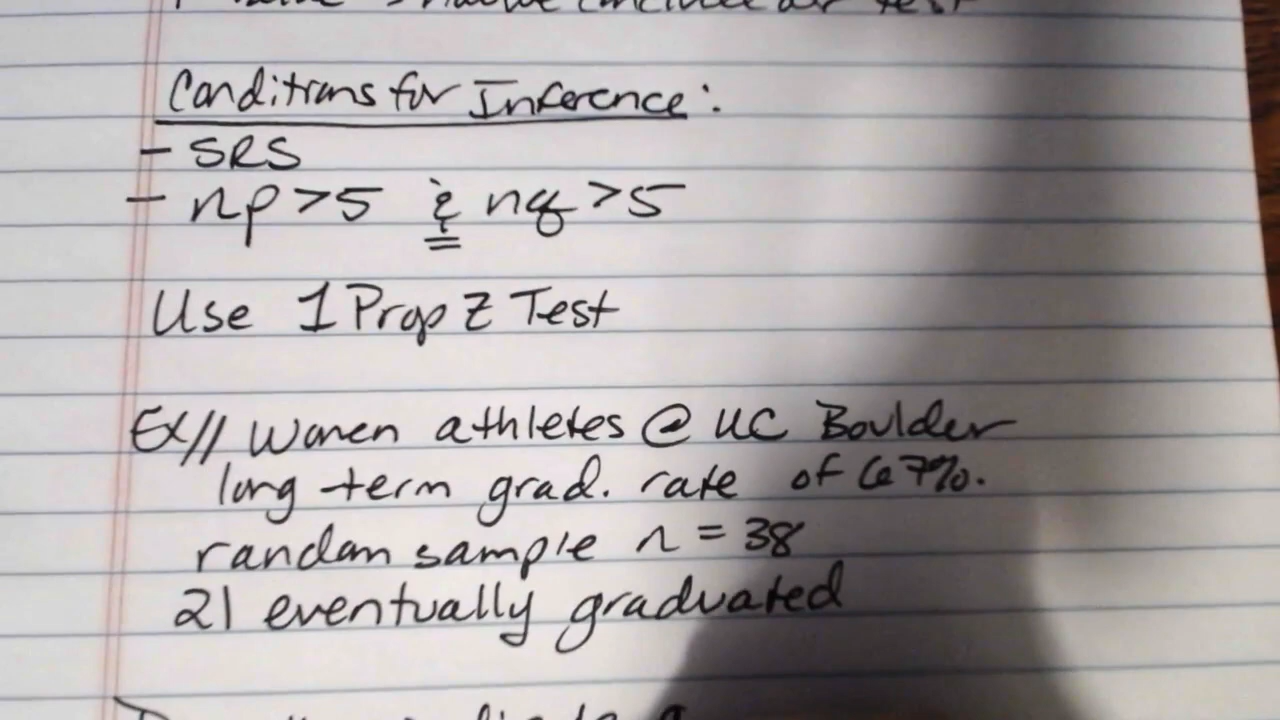 Conditions for Inference:
- SRS
- np > 5 & nq > 5
Use 1 Prop Z Test
Ex// Women athletes @ UC Boulder
long term grad. rate of 67%.
random sample n = 38
21 eventually graduated